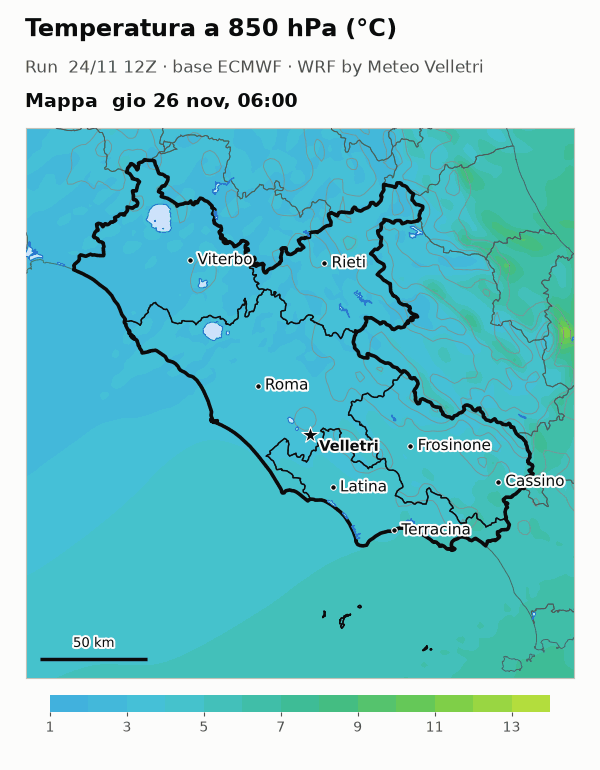 Temperatura a 850 hPa (°C)
Run  24/11 12Z · base ECMWF · WRF by Meteo Velletri
Mappa  gio 26 nov, 06:00
Viterbo
Rieti
Roma
Velletri
Frosinone
Cassino
Latina
Terracina
50 km
1 3 5 7 9 11 13